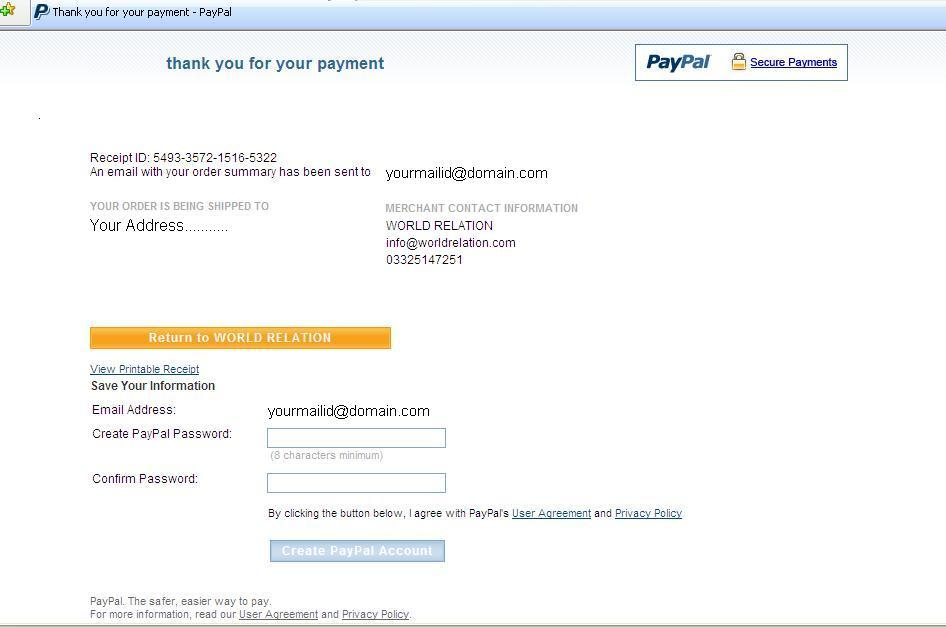 Thank you for your payment - PayPal
thank you for your payment
PayPal Secure Payments
Receipt ID: 5493-3572-1516-5322
An email with your order summary has been sent to yourmailid@domain.com
YOUR ORDER IS BEING SHIPPED TO
Your Address...........
MERCHANT CONTACT INFORMATION
WORLD RELATION
info@worldrelation.com
03325147251
Return to WORLD RELATION
View Printable Receipt
Save Your Information
Email Address: yourmailid@domain.com
Create PayPal Password:
(8 characters minimum)
Confirm Password:
By clicking the button below, I agree with PayPal's User Agreement and Privacy Policy
Create PayPal Account
PayPal. The safer, easier way to pay.
For more information, read our User Agreement and Privacy Policy.